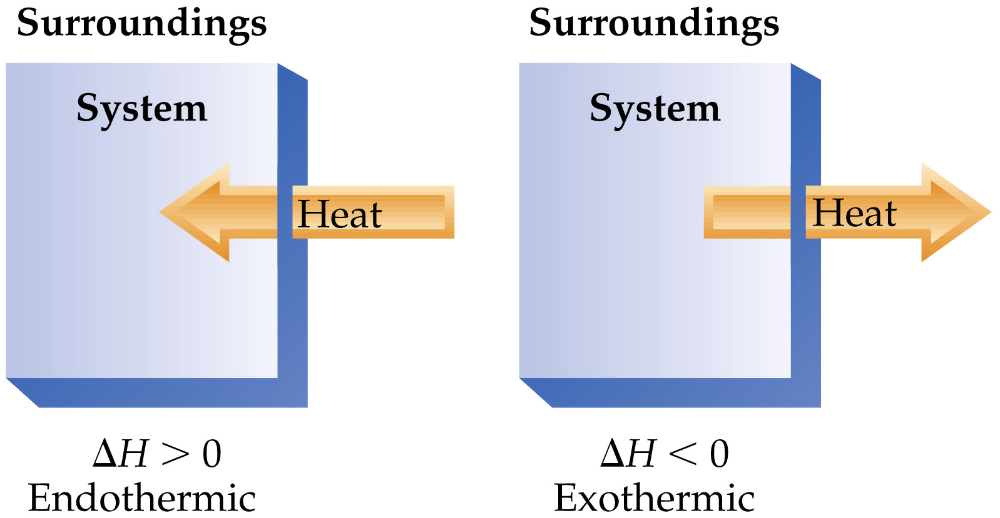 Surroundings
System
Heat
ΔH > 0
Endothermic
Surroundings
System
Heat
ΔH < 0
Exothermic